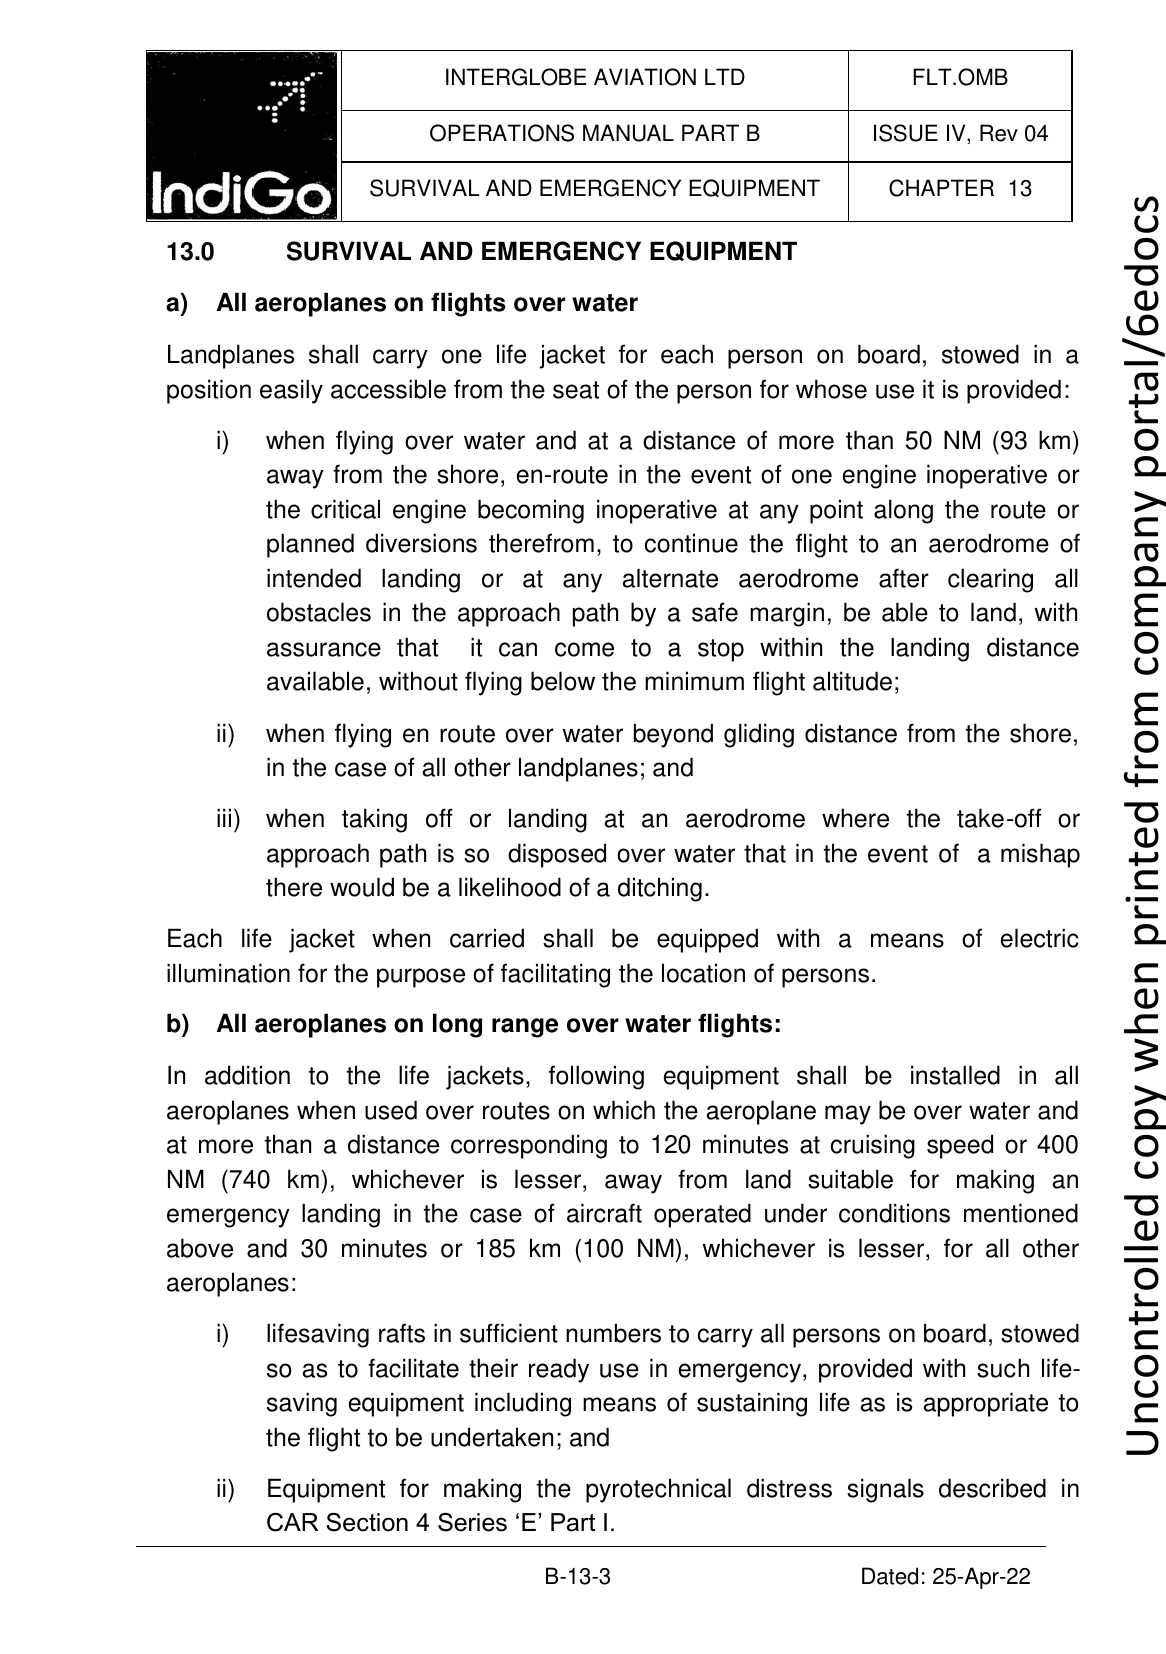 IndiGo
INTERGLOBE AVIATION LTD
FLT.OMB
OPERATIONS MANUAL PART B
ISSUE IV, Rev 04
SURVIVAL AND EMERGENCY EQUIPMENT
CHAPTER 13
13.0 SURVIVAL AND EMERGENCY EQUIPMENT
a) All aeroplanes on flights over water
Landplanes shall carry one life jacket for each person on board, stowed in a
position easily accessible from the seat of the person for whose use it is provided:
i) when flying over water and at a distance of more than 50 NM (93 km)
away from the shore, en-route in the event of one engine inoperative or
the critical engine becoming inoperative at any point along the route or
planned diversions therefrom, to continue the flight to an aerodrome of
intended landing or at any alternate aerodrome after clearing all
obstacles in the approach path by a safe margin, be able to land, with
assurance that it can come to a stop within the landing distance
available, without flying below the minimum flight altitude;
ii) when flying en route over water beyond gliding distance from the shore,
in the case of all other landplanes; and
iii) when taking off or landing at an aerodrome where the take-off or
approach path is so disposed over water that in the event of a mishap
there would be a likelihood of a ditching.
Each life jacket when carried shall be equipped with a means of electric
illumination for the purpose of facilitating the location of persons.
b) All aeroplanes on long range over water flights:
In addition to the life jackets, following equipment shall be installed in all
aeroplanes when used over routes on which the aeroplane may be over water and
at more than a distance corresponding to 120 minutes at cruising speed or 400
NM (740 km), whichever is lesser, away from land suitable for making an
emergency landing in the case of aircraft operated under conditions mentioned
above and 30 minutes or 185 km (100 NM), whichever is lesser, for all other
aeroplanes:
i) lifesaving rafts in sufficient numbers to carry all persons on board, stowed
so as to facilitate their ready use in emergency, provided with such life-
saving equipment including means of sustaining life as is appropriate to
the flight to be undertaken; and
ii) Equipment for making the pyrotechnical distress signals described in
CAR Section 4 Series ‘E’ Part I.
B-13-3
Dated: 25-Apr-22
Uncontrolled copy when printed from company portal/6edocs